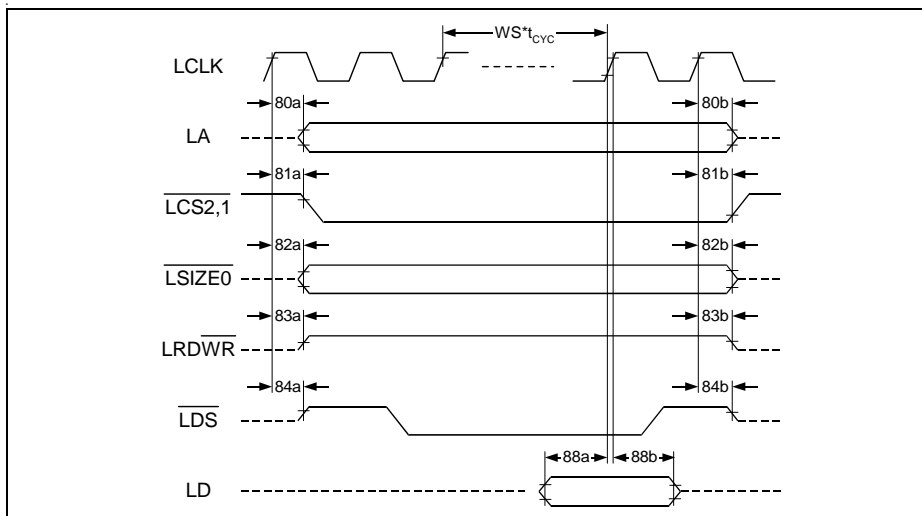 WS*tCYC
LCLK
80a 80b
LA
81a 81b
LCS2,1
82a 82b
LSIZE0
83a 83b
LRDWR
84a 84b
LDS
88a 88b
LD